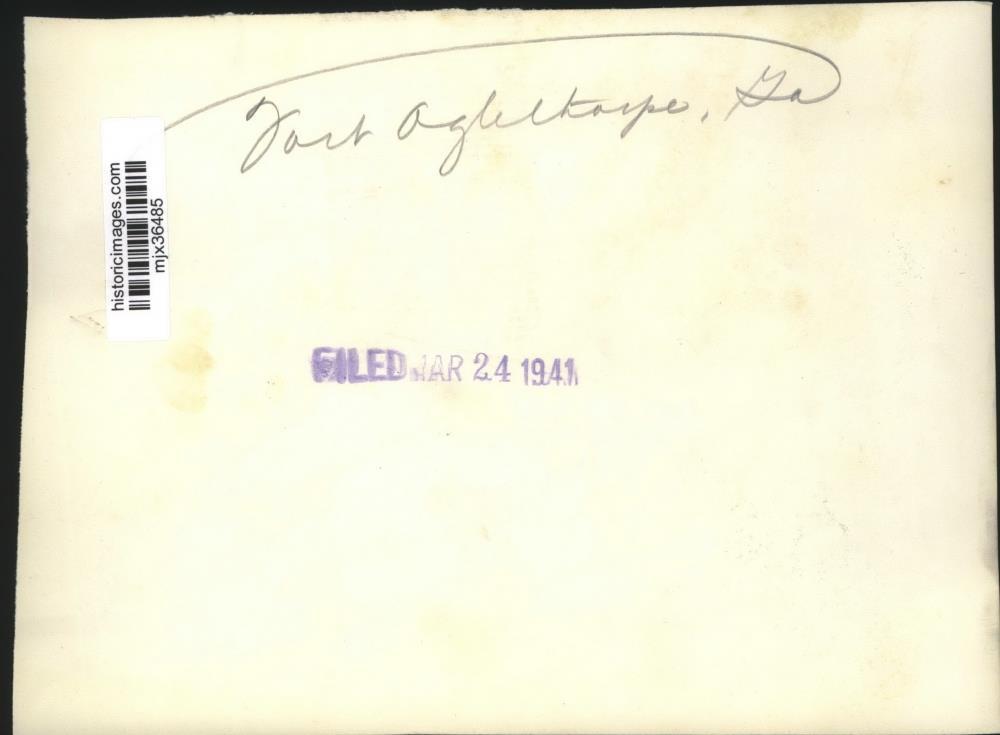 Fort Oglethorpe, Ga
historicimages.com
mjx36485
FILED MAR 24 1941